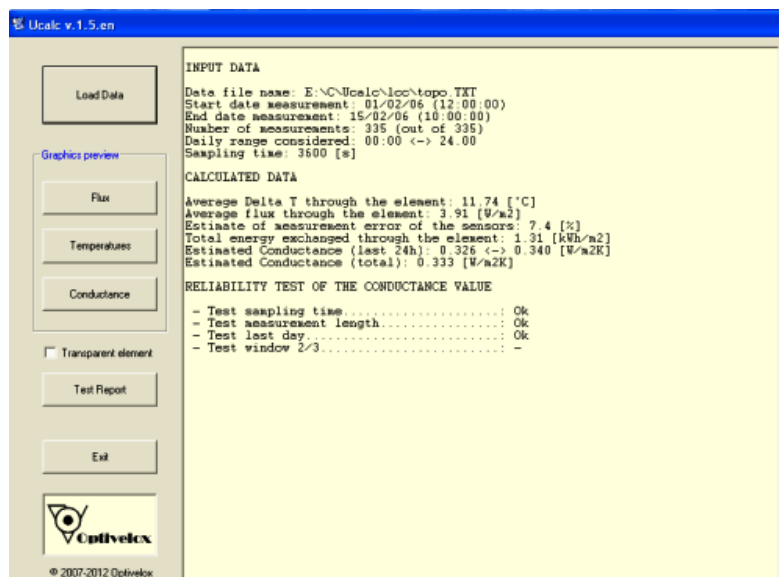 Ucalc v.1.5.en
Load Data
Graphics preview
Flux
Temperatures
Conductance
Transparent element
Test Report
Exit
Optivelox
© 2007-2012 Optivelox
INPUT DATA
Data file name: E:\C\Ucalc\lcc\topo.TXT
Start date measurement: 01/02/06 (12:00:00)
End date measurement: 15/02/06 (10:00:00)
Number of measurements: 335 (out of 335)
Daily range considered: 00:00 <-> 24.00
Sampling time: 3600 [s]
CALCULATED DATA
Average Delta T through the element: 11.74 [°C]
Average flux through the element: 3.91 [W/m2]
Estimate of measurement error of the sensors: 7.4 [%]
Total energy exchanged through the element: 1.31 [kWh/m2]
Estimated Conductance (last 24h): 0.326 <-> 0.340 [W/m2K]
Estimated Conductance (total): 0.333 [W/m2K]
RELIABILITY TEST OF THE CONDUCTANCE VALUE
- Test sampling time......................: Ok
- Test measurement length.................: Ok
- Test last day...........................: Ok
- Test window 2/3.........................: -